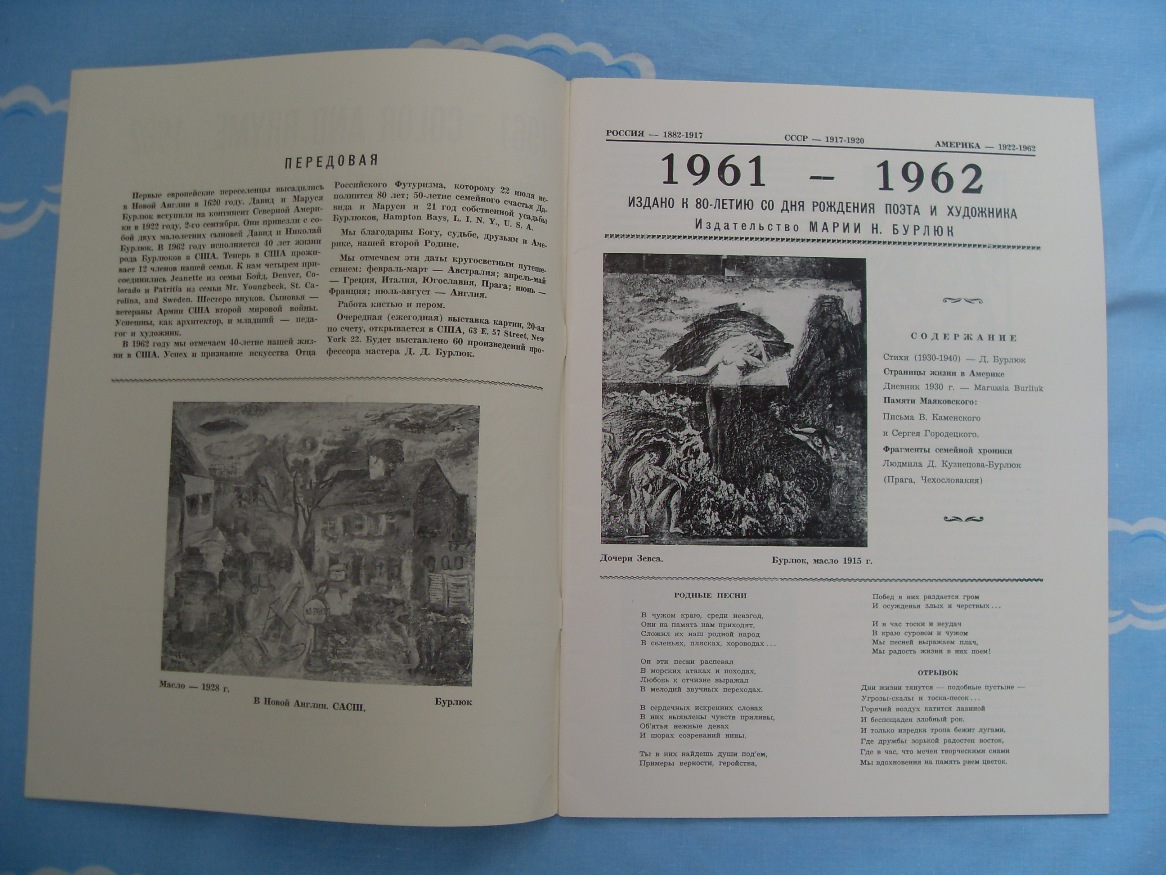 ПЕРЕДОВАЯ
Первые европейские переселенцы высадились
в Новой Англии в 1620 году. Давид и Маруся
Бурлюк вступили на континент Северной Амери-
ки в 1922 году, 2-го сентября. Они привезли с со-
бой двух малолетних сыновей Давид и Николай
Бурлюк. В 1962 году исполняется 40 лет жизни
рода Бурлюков в США. Теперь в США прожи-
вает 12 членов нашей семьи. К нам четверым при-
соединились Jeanette из семьи Бойд, Denver, Co-
lorado и Patritia из семьи Mr. Youngbeck, St. Ca-
rolina, and Sweden. Шестеро внуков. Сыновья —
ветераны Армии США второй мировой войны.
Успешны, как архитектор, и младший — педа-
гог и художник.
В 1962 году мы отмечаем 40-летие нашей жиз-
ни в США. Успех и признание искусства Отца
Российского Футуризма, которому 22 июля ис-
полнится 80 лет; 50-летие семейного счастья Да-
вида и Маруси и 21 год собственной усадьбы
Бурлюков, Hampton Bays, L. I. N. Y., U. S. A.
Мы благодарны Богу, судьбе, друзьям в Аме-
рике, нашей второй Родине.
Мы отмечаем эти даты кругосветным путеше-
ствием: февраль-март — Австралия; апрель-май
— Греция, Италия, Югославия, Прага; июнь —
Франция; июль-август — Англия.
Работа кистью и пером.
Очередная (ежегодная) выставка картин, 20-ая
по счету, открывается в США, 63 E. 57 Street, New
York 22. Будет выставлено 60 произведений про-
фессора мастера Д. Д. Бурлюк.
Масло — 1928 г.
В Новой Англии. САСШ.
Бурлюк
РОССИЯ — 1882-1917
СССР — 1917-1920
АМЕРИКА — 1922-1962
1961 — 1962
ИЗДАНО К 80-ЛЕТИЮ СО ДНЯ РОЖДЕНИЯ ПОЭТА И ХУДОЖНИКА
Издательство МАРИИ Н. БУРЛЮК
СОДЕРЖАНИЕ
Стихи (1930-1940) — Д. Бурлюк
Страницы жизни в Америке
Дневник 1930 г. — Marussia Burliuk
Памяти Маяковского:
Письма В. Каменского
и Сергея Городецкого.
Фрагменты семейной хроники
Людмила Д. Кузнецова-Бурлюк
(Прага, Чехословакия)
Дочери Зевса.
Бурлюк, масло 1915 г.
РОДНЫЕ ПЕСНИ
В чужом краю, среди невзгод,
Они на память нам приходят,
Сложил их наш родной народ
В селеньях, плясках, хороводах...
Он эти песни распевал
В морских атаках и походах,
Любовь к отчизне выражал
В мелодий звучных переходах.
В сердечных искренних словах
В них выявлены чувств приливы,
Об'ятья нежные девах
И шорах созреваний нивы.
Ты в них найдешь души под'ем,
Примеры верности, геройства,
Побед в них раздается гром
И осужденья злых и черствых...
И в час тоски и неудач
В краю суровом и чужом
Мы песней выражаем плач,
Мы радость жизни в них поем!
ОТРЫВОК
Дни жизни тянутся — подобные пустыне —
Угрозы-скалы и тоска-песок...
Горячий воздух катится лавиной
И беспощаден злобный рок.
И только изредка тропа бежит лугами,
Где дружбы зорькой радостен восток,
Где в час, что мечен творческими снами
Мы вдохновения на память рвем цветок.